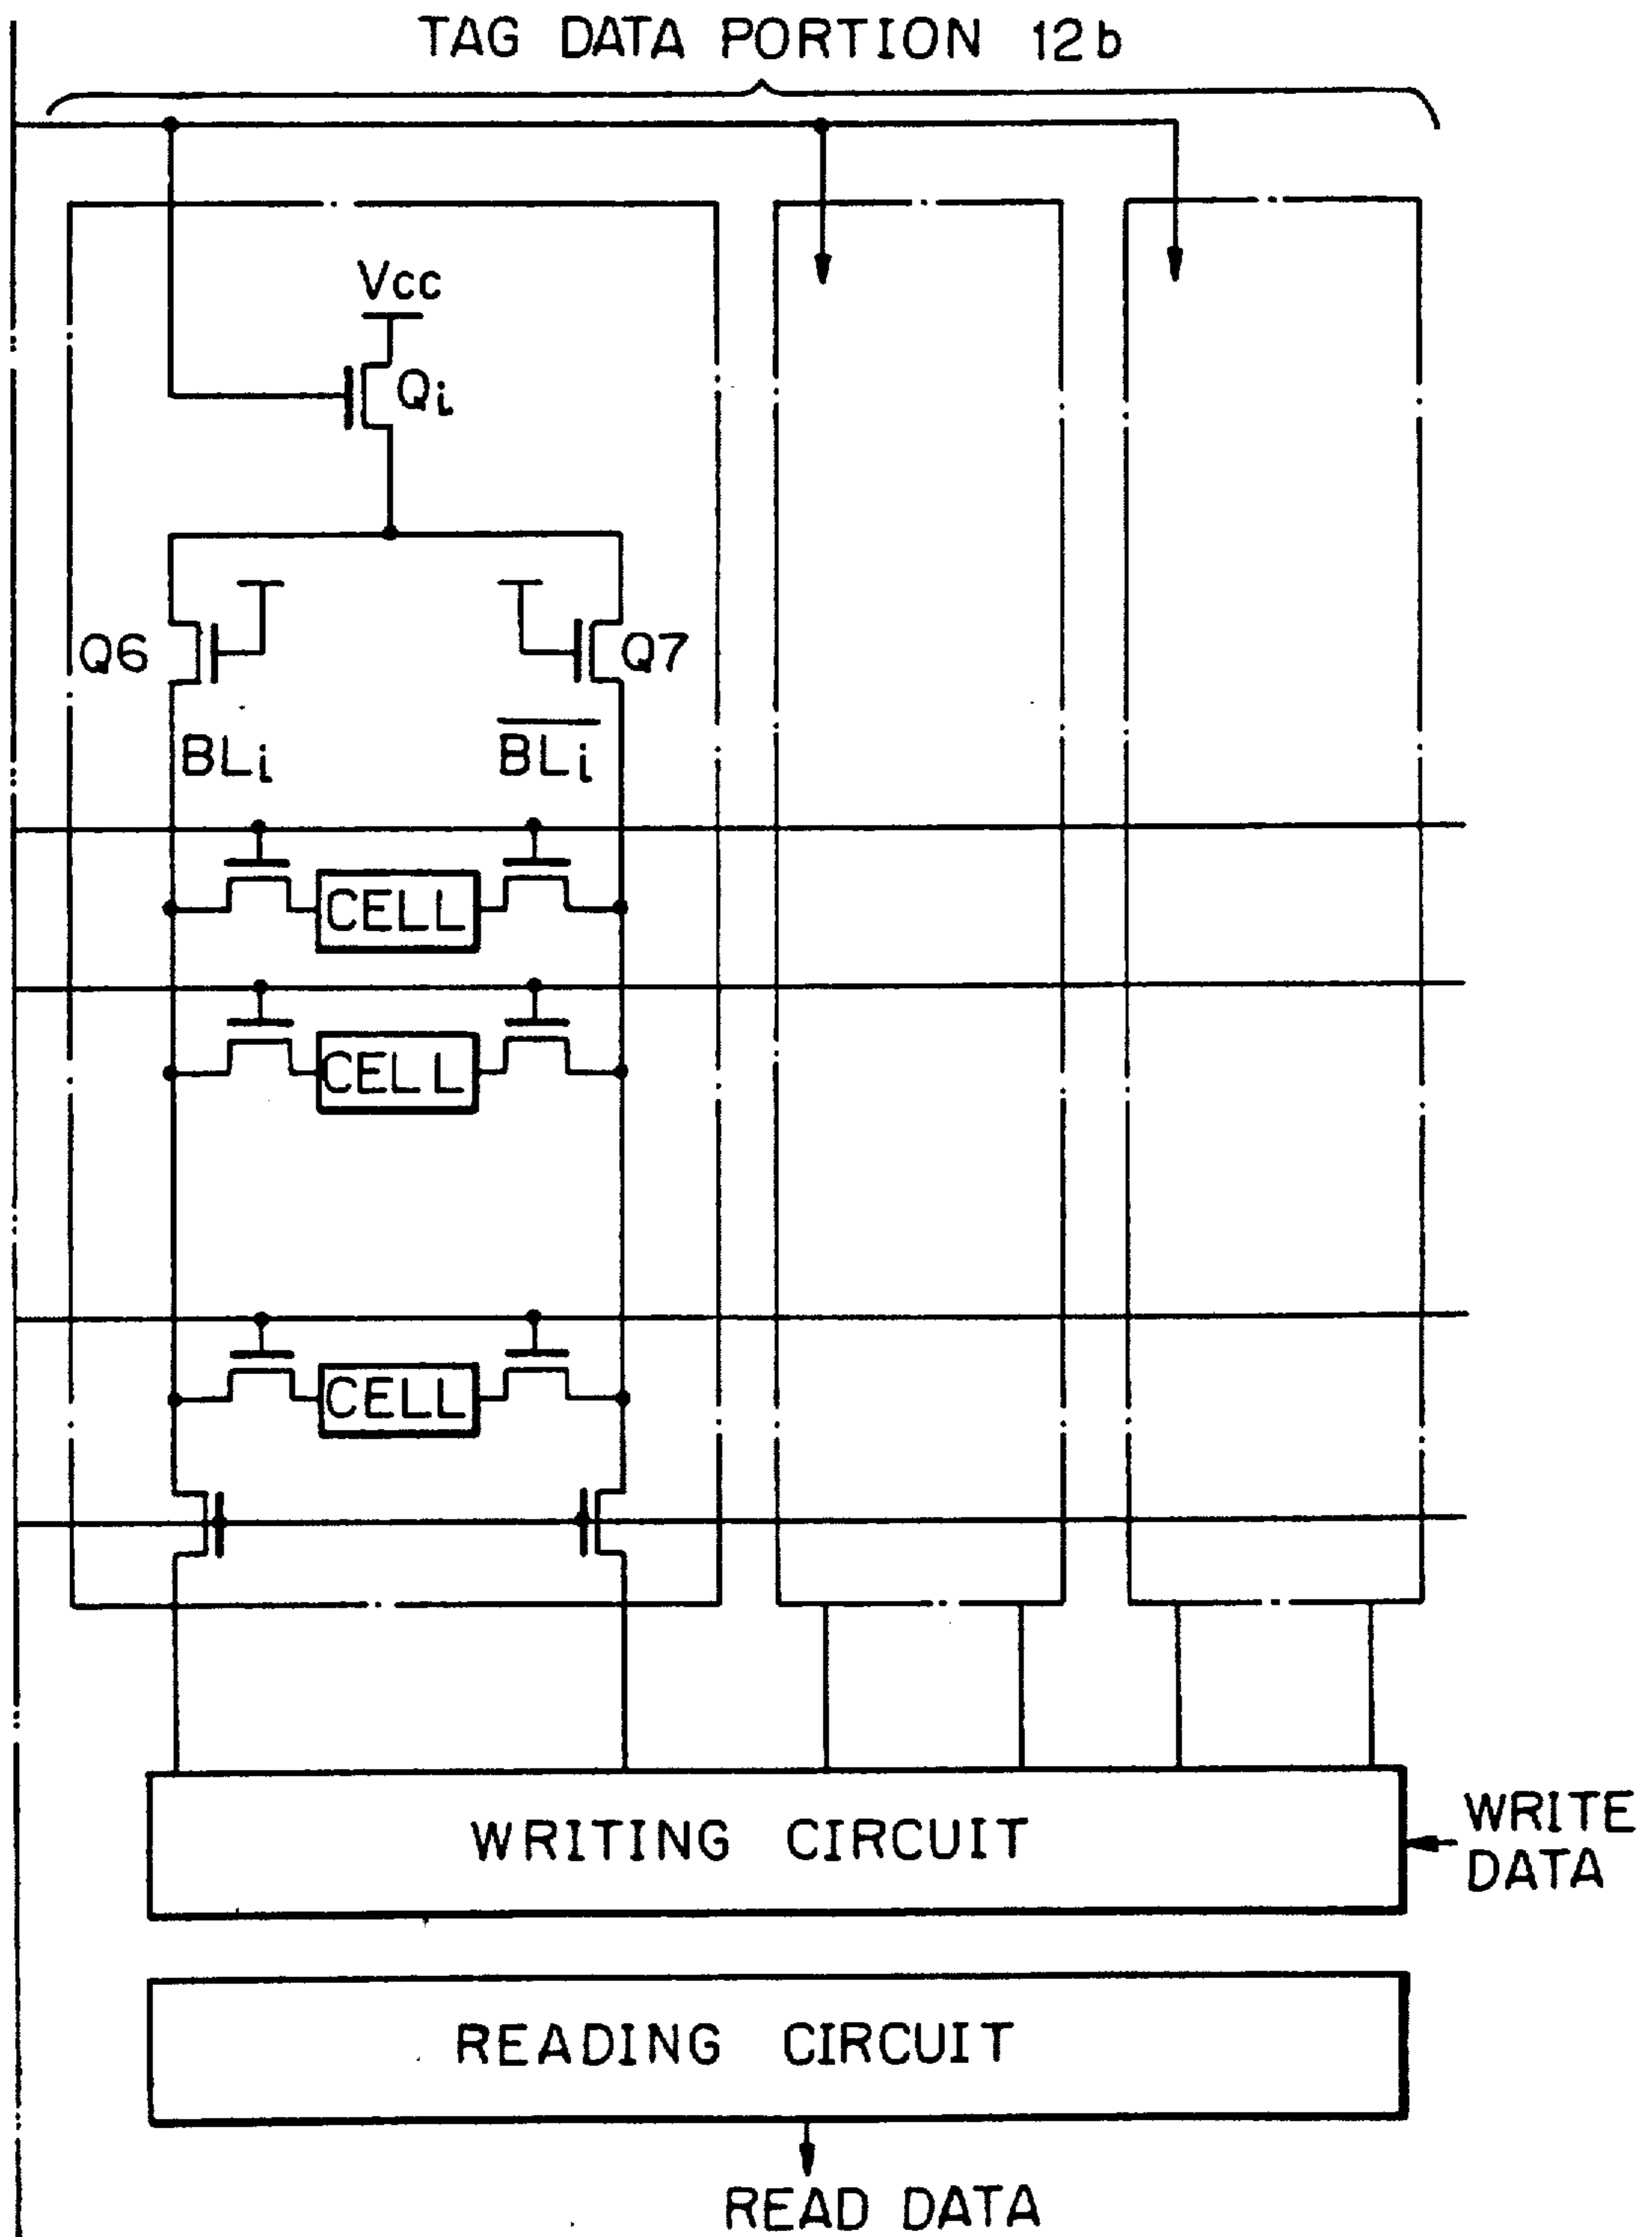 TAG DATA PORTION 12b
Vcc
Qi
Q6
Q7
BLi
B̅L̅i̅
CELL
CELL
CELL
WRITING CIRCUIT
WRITE
DATA
READING CIRCUIT
READ DATA